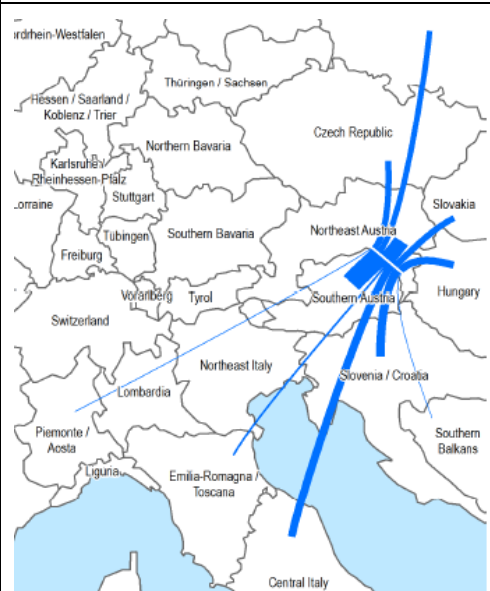 ordrhein-Westfalen
Thüringen / Sachsen
Hessen / Saarland /
Koblenz / Trier
Czech Republic
Northern Bavaria
Karlsruhe /
Rheinhessen-Pfalz
Stuttgart
orraine
Slovakia
Northeast Austria
Tübingen
Southern Bavaria
Freiburg
Hungary
Vorarlberg
Tyrol
Southern Austria
Switzerland
Northeast Italy
Slovenia / Croatia
Lombardia
Piemonte /
Aosta
Southern
Balkans
Liguria
Emilia-Romagna /
Toscana
Central Italy